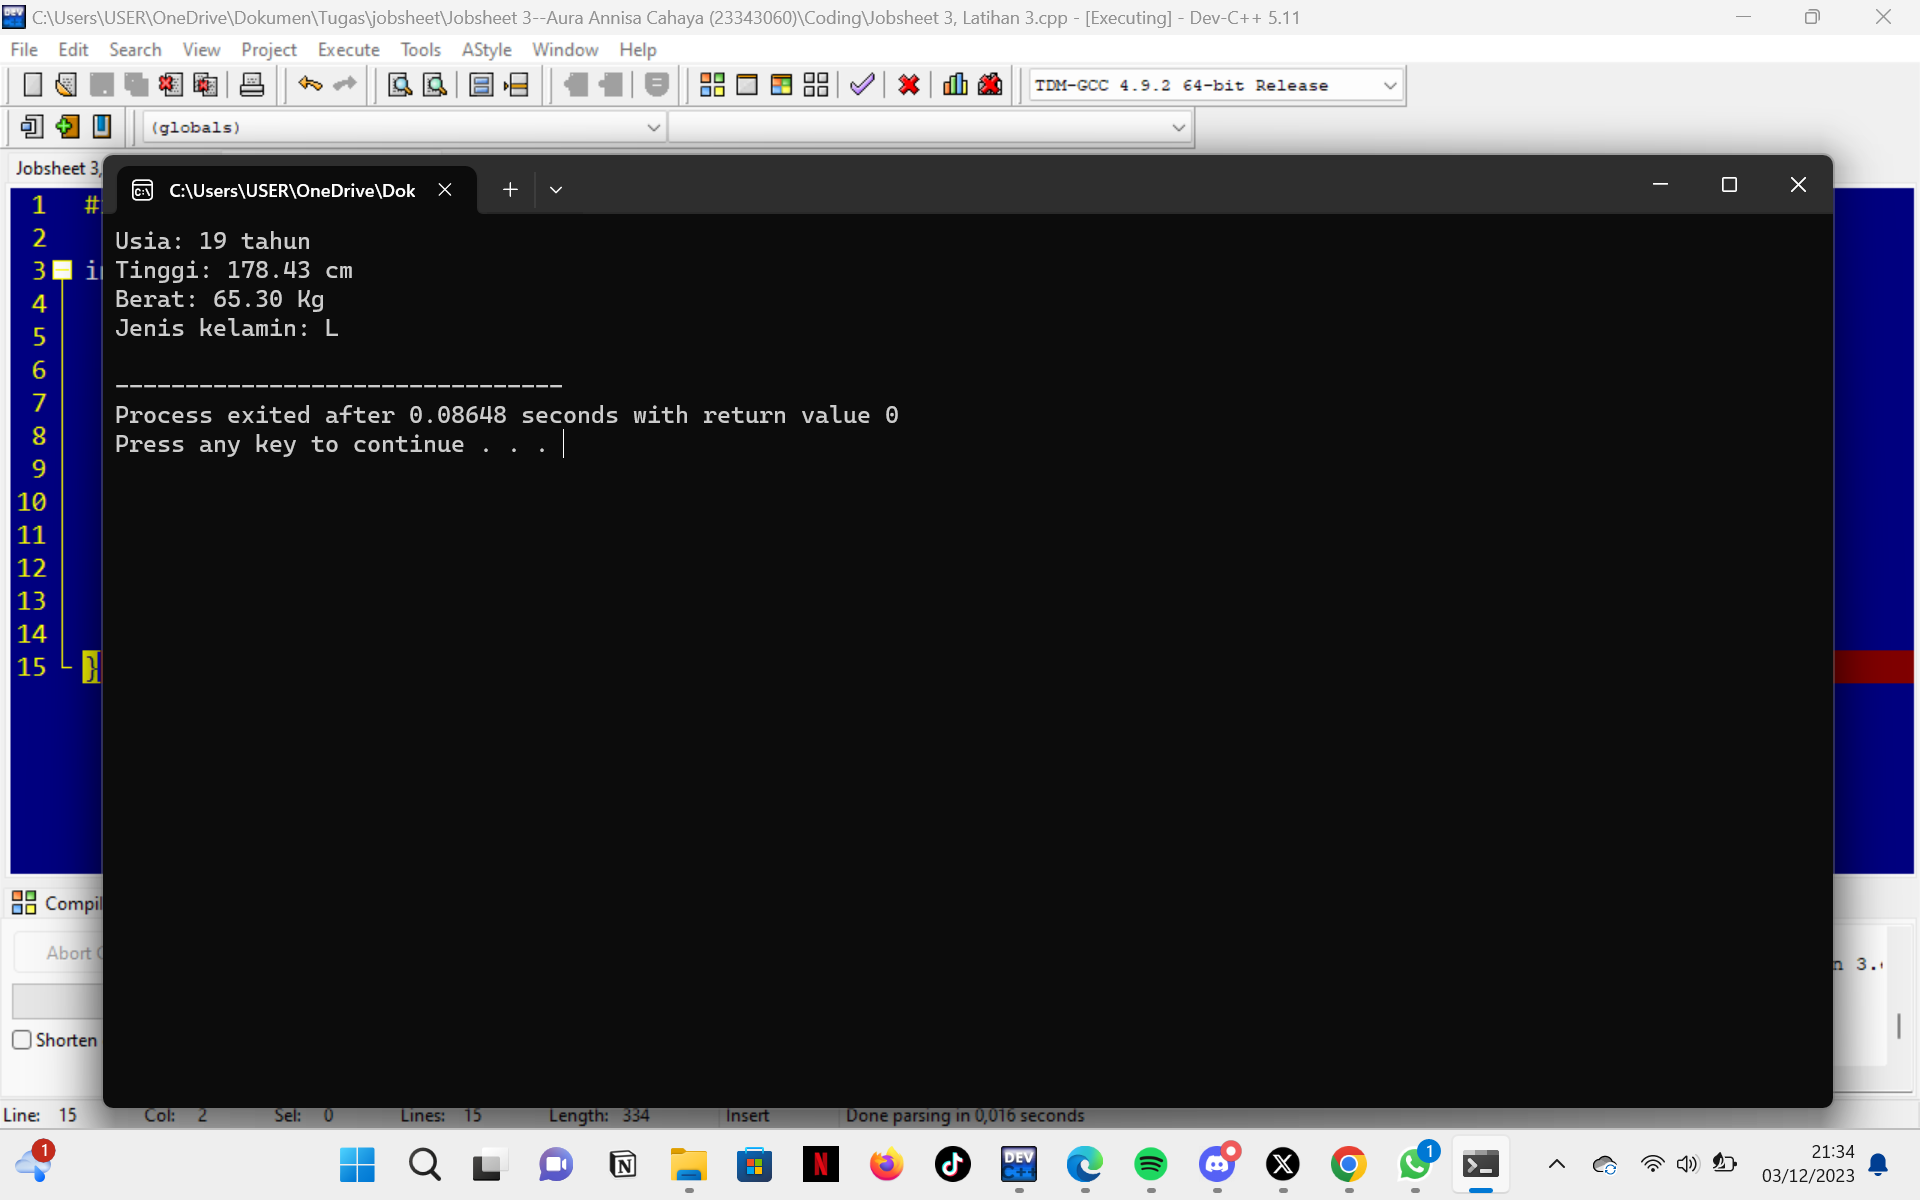 C:\Users\USER\OneDrive\Dokumen\Tugas\jobsheet\Jobsheet 3--Aura Annisa Cahaya (23343060)\Coding\Jobsheet 3, Latihan 3.cpp - [Executing] - Dev-C++ 5.11
File Edit Search View Project Execute Tools AStyle Window Help
TDM-GCC 4.9.2 64-bit Release
(globals)
Jobsheet 3,
C:\Users\USER\OneDrive\Dok
1 #
2
3
4
5
6
7
8
9
10
11
12
13
14
15 }
Usia: 19 tahun
Tinggi: 178.43 cm
Berat: 65.30 Kg
Jenis kelamin: L
--------------------------------
Process exited after 0.08648 seconds with return value 0
Press any key to continue . . .
Abort
3.
Shorten
Line: 15 Col: 2 Sel: 0 Lines: 15 Length: 334 Insert Done parsing in 0,016 seconds
1
DEV C++
1
21:34
03/12/2023